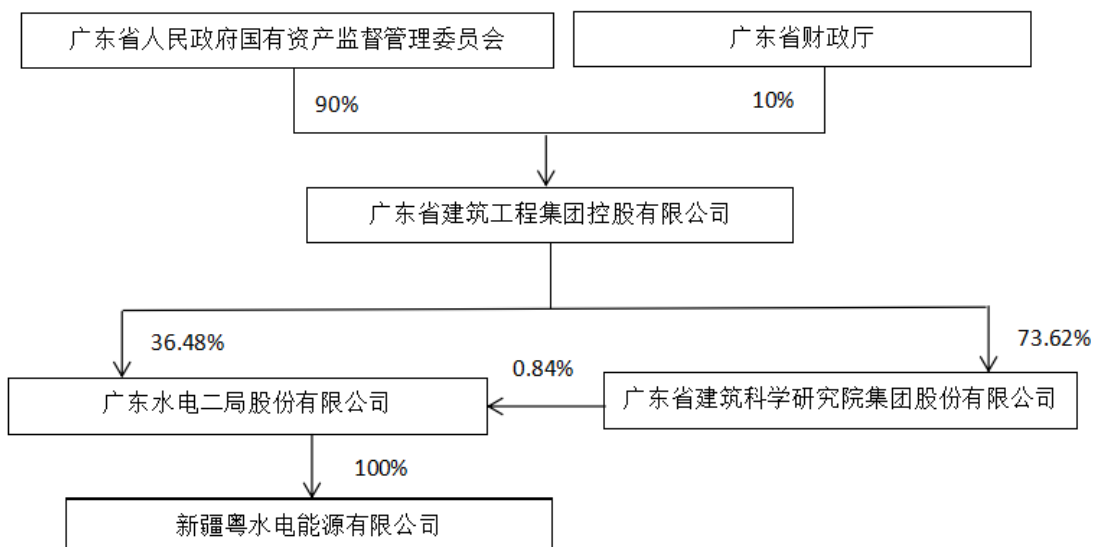 广东省人民政府国有资产监督管理委员会
广东省财政厅
90%
10%
广东省建筑工程集团控股有限公司
36.48%
73.62%
0.84%
广东水电二局股份有限公司
广东省建筑科学研究院集团股份有限公司
100%
新疆粤水电能源有限公司